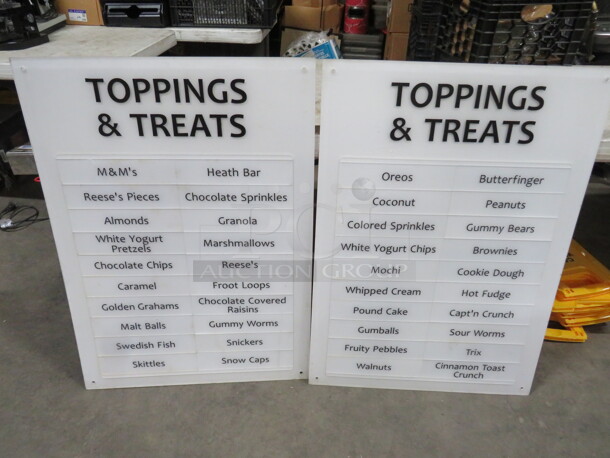 TOPPINGS
& TREATS
M&M's
Heath Bar
Reese's Pieces
Chocolate Sprinkles
Almonds
Granola
White Yogurt
Pretzels
Marshmallows
Chocolate Chips
Reese's
Caramel
Froot Loops
Golden Grahams
Chocolate Covered
Raisins
Malt Balls
Gummy Worms
Swedish Fish
Snickers
Skittles
Snow Caps
TOPPINGS
& TREATS
Oreos
Butterfinger
Coconut
Peanuts
Colored Sprinkles
Gummy Bears
White Yogurt Chips
Brownies
Mochi
Cookie Dough
Whipped Cream
Hot Fudge
Pound Cake
Capt'n Crunch
Gumballs
Sour Worms
Fruity Pebbles
Trix
Walnuts
Cinnamon Toast
Crunch
AUCTION GROUP